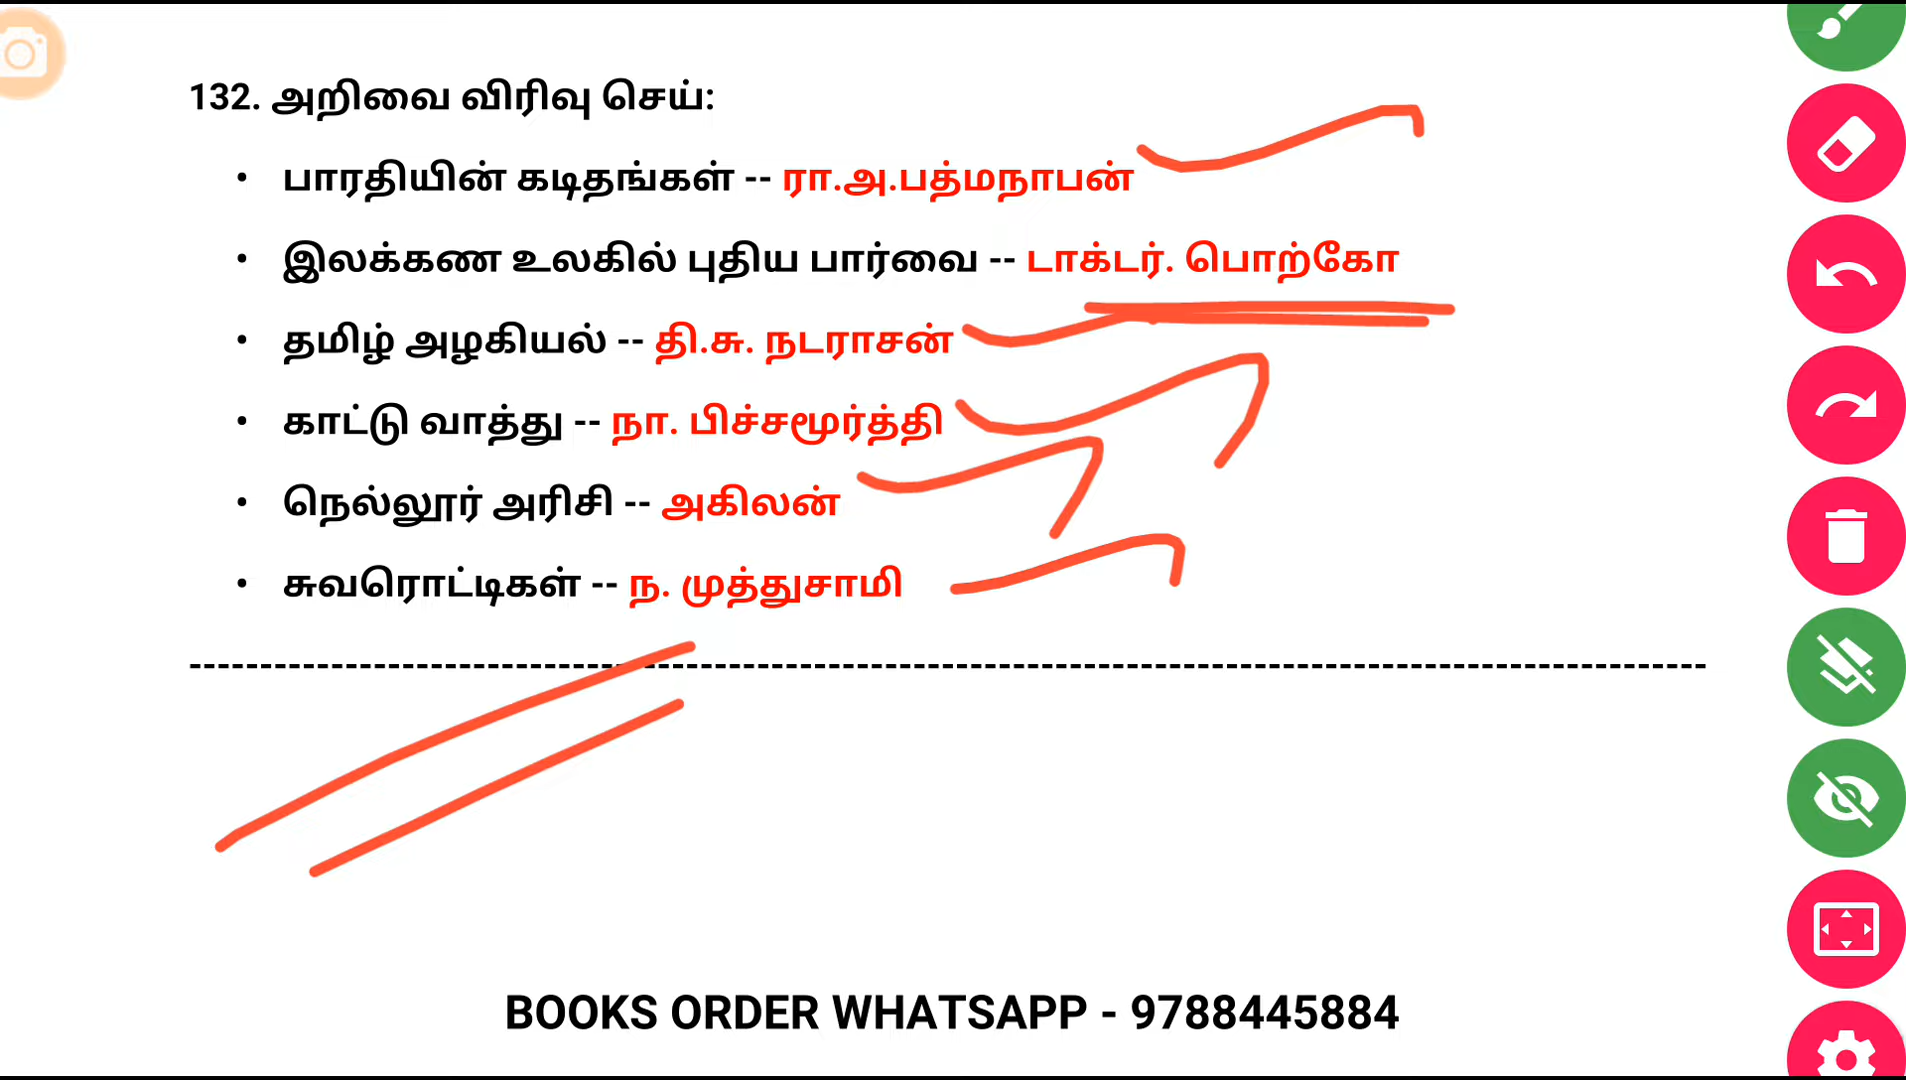 132. அறிவை விரிவு செய்:
• பாரதியின் கடிதங்கள் -- ரா.அ.பத்மநாபன்
• இலக்கண உலகில் புதிய பார்வை -- டாக்டர். பொற்கோ
• தமிழ் அழகியல் -- தி.சு. நடராசன்
• காட்டு வாத்து -- நா. பிச்சமூர்த்தி
• நெல்லூர் அரிசி -- அகிலன்
• சுவரொட்டிகள் -- ந. முத்துசாமி
BOOKS ORDER WHATSAPP - 9788445884